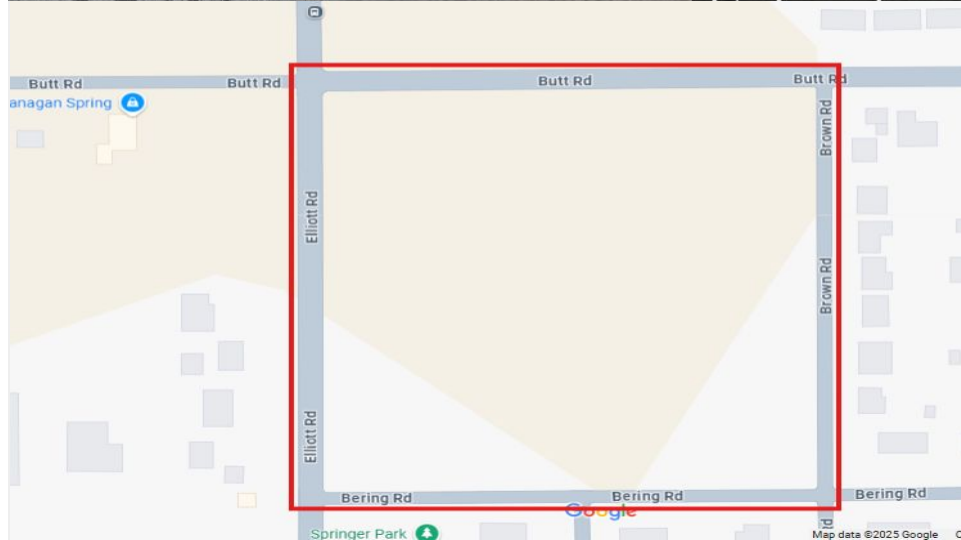 Butt Rd
Butt Rd
Butt Rd
Butt Rd
anagan Spring
Brown Rd
Elliott Rd
Brown Rd
Elliott Rd
Bering Rd
Bering Rd
Bering Rd
Google
Springer Park
Rd
Map data ©2025 Google